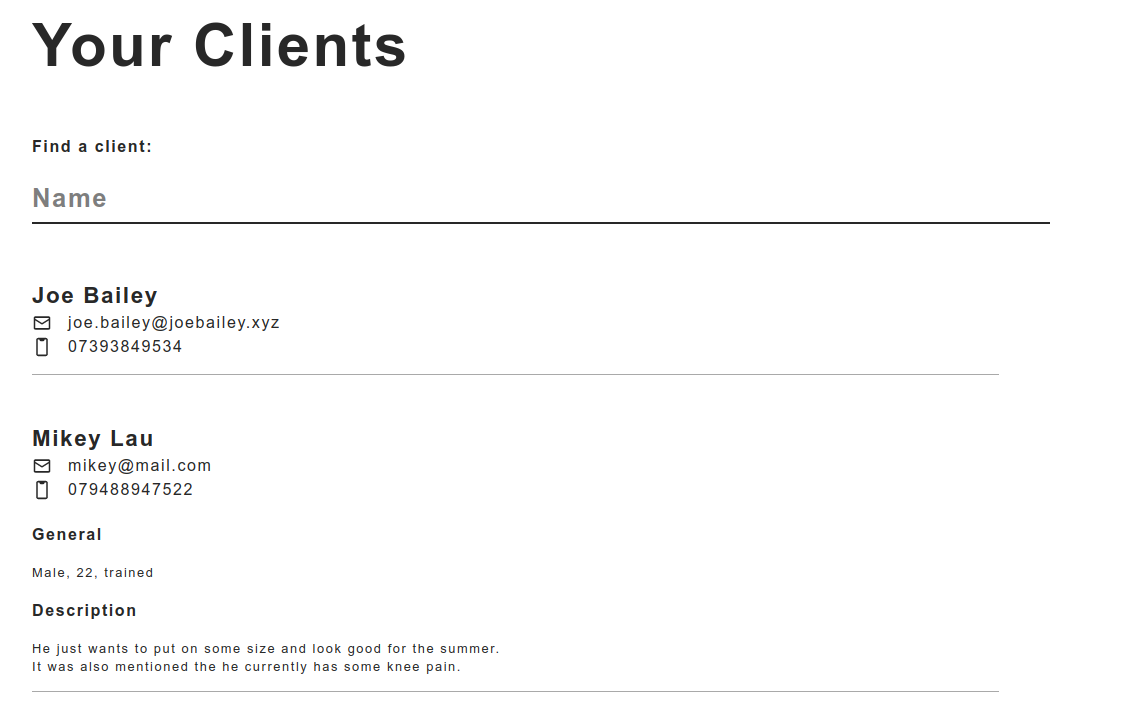 Your Clients
Find a client:
Name
Joe Bailey
joe.bailey@joebailey.xyz
07393849534
Mikey Lau
mikey@mail.com
079488947522
General
Male, 22, trained
Description
He just wants to put on some size and look good for the summer.
It was also mentioned the he currently has some knee pain.